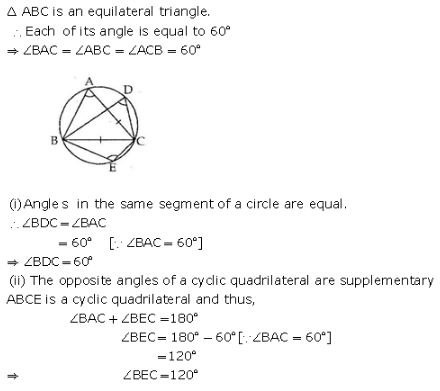 Δ ABC is an equilateral triangle.
∴ Each of its angle is equal to 60°
⇒ ∠BAC = ∠ABC = ∠ACB = 60°
A
D
B
C
E
(i)Angles in the same segment of a circle are equal.
∴ ∠BDC = ∠BAC
= 60° [∵ ∠BAC = 60°]
⇒ ∠BDC = 60°
(ii) The opposite angles of a cyclic quadrilateral are supplementary
ABCE is a cyclic quadrilateral and thus,
∠BAC + ∠BEC = 180°
∠BEC = 180° − 60° [∵ ∠BAC = 60°]
= 120°
⇒ ∠BEC = 120°